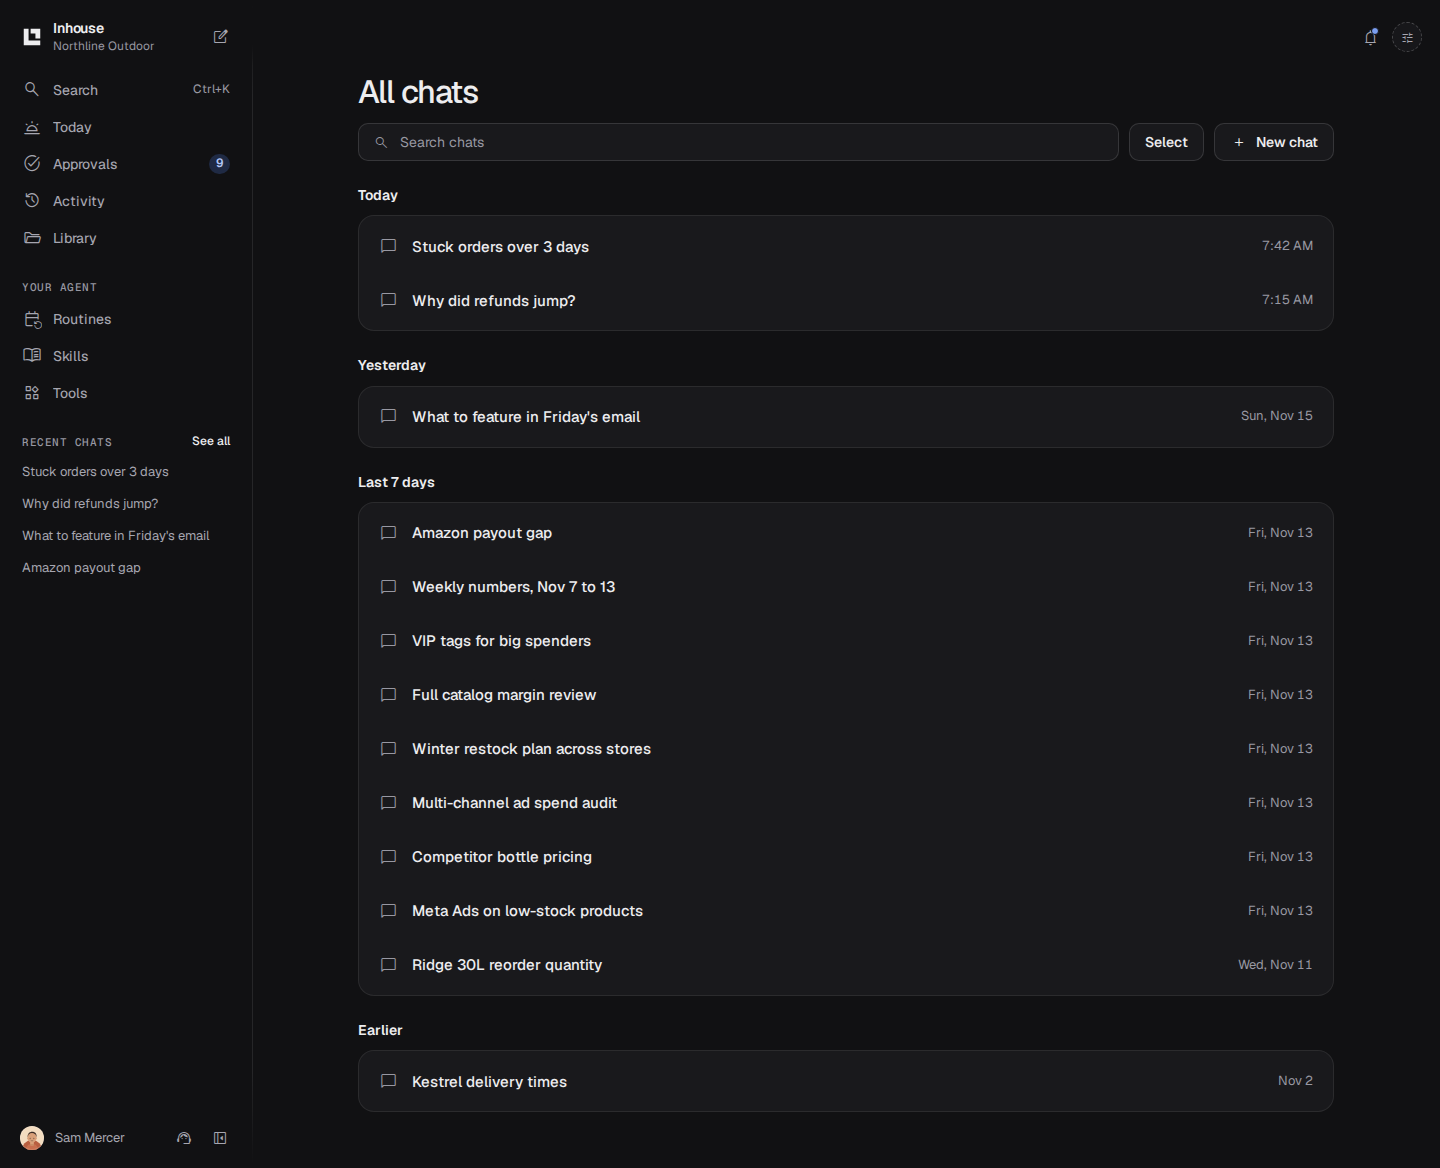 Inhouse
Northline Outdoor
Search Ctrl+K
Today
Approvals 9
Activity
Library
YOUR AGENT
Routines
Skills
Tools
RECENT CHATS See all
Stuck orders over 3 days
Why did refunds jump?
What to feature in Friday's email
Amazon payout gap
Sam Mercer
All chats
Search chats Select + New chat
Today
Stuck orders over 3 days 7:42 AM
Why did refunds jump? 7:15 AM
Yesterday
What to feature in Friday's email Sun, Nov 15
Last 7 days
Amazon payout gap Fri, Nov 13
Weekly numbers, Nov 7 to 13 Fri, Nov 13
VIP tags for big spenders Fri, Nov 13
Full catalog margin review Fri, Nov 13
Winter restock plan across stores Fri, Nov 13
Multi-channel ad spend audit Fri, Nov 13
Competitor bottle pricing Fri, Nov 13
Meta Ads on low-stock products Fri, Nov 13
Ridge 30L reorder quantity Wed, Nov 11
Earlier
Kestrel delivery times Nov 2